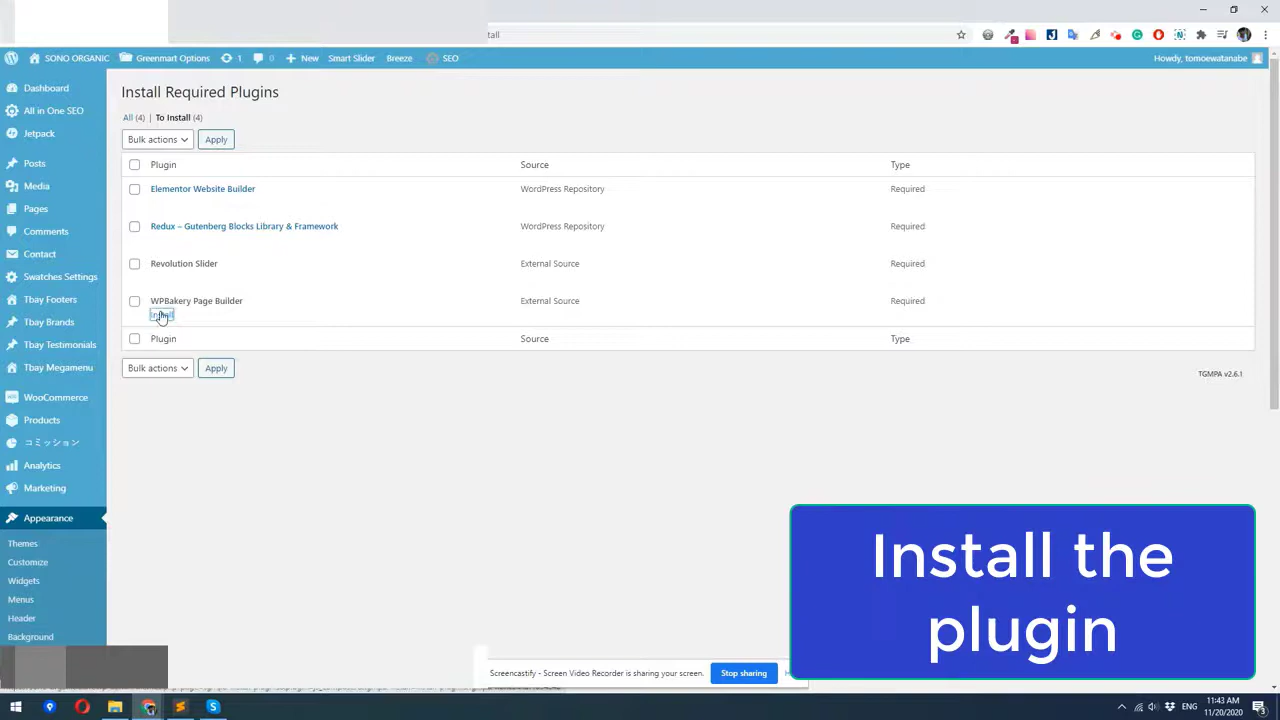 tall
SONO ORGANIC Greenmart Options 1 0 New Smart Slider Breeze SEO Howdy, tomoewatanabe
Dashboard
All in One SEO
Jetpack
Posts
Media
Pages
Comments
Contact
Swatches Settings
Tbay Footers
Tbay Brands
Tbay Testimonials
Tbay Megamenu
WooCommerce
Products
コミッション
Analytics
Marketing
Appearance
Themes
Customize
Widgets
Menus
Header
Background
Install Required Plugins
All (4) | To Install (4)
Bulk actions Apply
Plugin Source Type
Elementor Website Builder WordPress Repository Required
Redux – Gutenberg Blocks Library & Framework WordPress Repository Required
Revolution Slider External Source Required
WPBakery Page Builder External Source Required
Install
Plugin Source Type
Bulk actions Apply
TGMPA v2.6.1
Install the
plugin
Screencastify - Screen Video Recorder is sharing your screen. Stop sharing
ENG
11:43 AM
11/20/2020
3